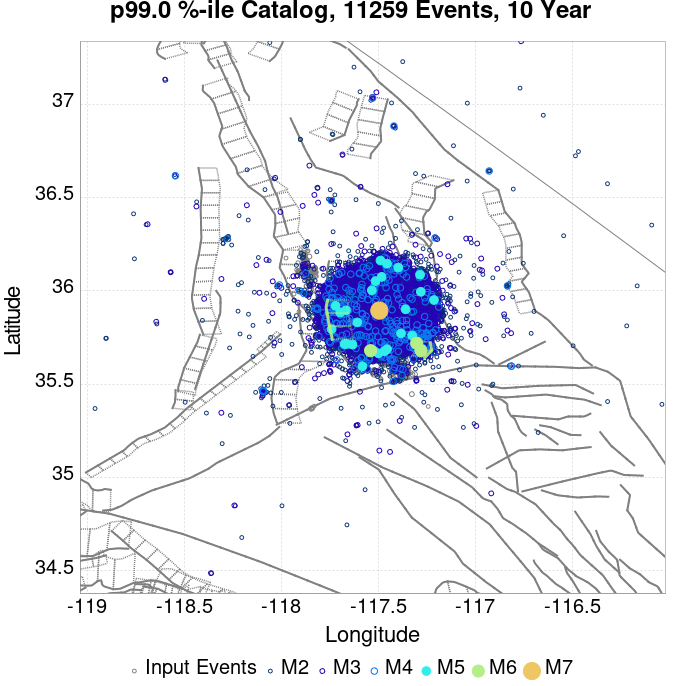 p99.0 %-ile Catalog, 11259 Events, 10 Year
Latitude
37
36.5
36
35.5
35
34.5
-119 -118.5 -118 -117.5 -117 -116.5
Longitude
Input Events M2 M3 M4 M5 M6 M7